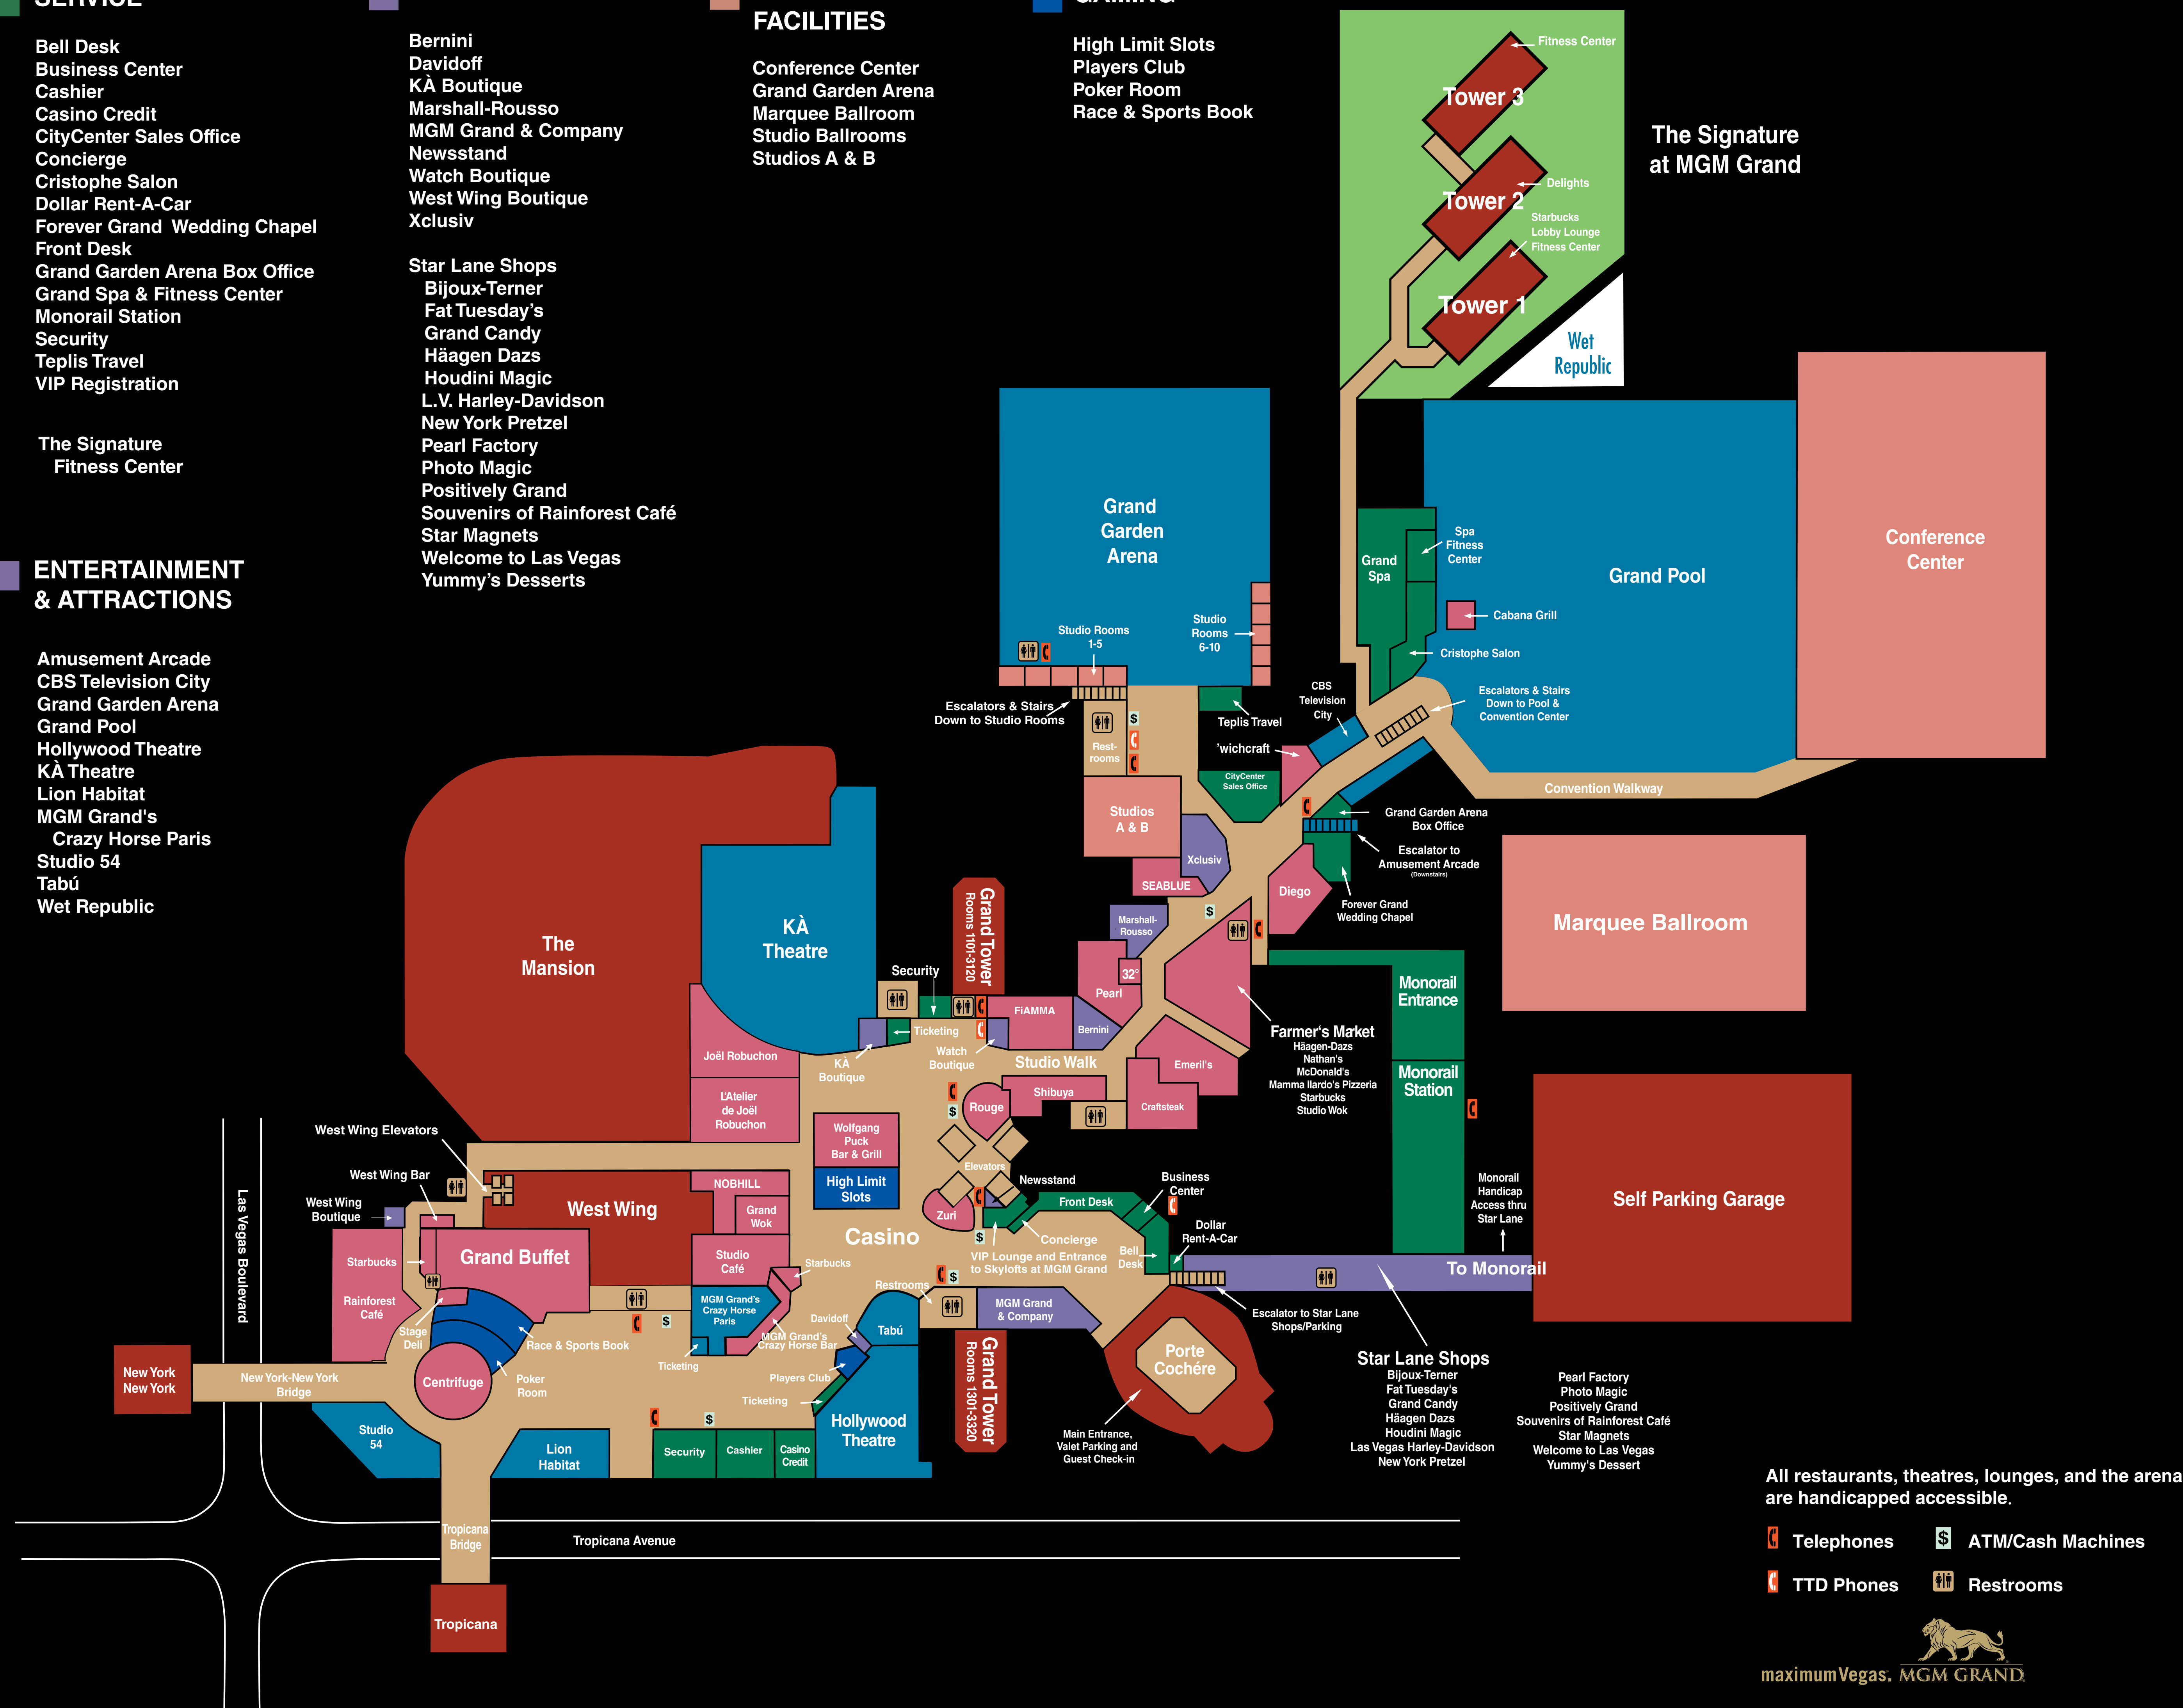 SERVICE
Bell Desk
Business Center
Cashier
Casino Credit
CityCenter Sales Office
Concierge
Cristophe Salon
Dollar Rent-A-Car
Forever Grand Wedding Chapel
Front Desk
Grand Garden Arena Box Office
Grand Spa & Fitness Center
Monorail Station
Security
Teplis Travel
VIP Registration
The Signature
Fitness Center
ENTERTAINMENT
& ATTRACTIONS
Amusement Arcade
CBS Television City
Grand Garden Arena
Grand Pool
Hollywood Theatre
KÀ Theatre
Lion Habitat
MGM Grand's
Crazy Horse Paris
Studio 54
Tabú
Wet Republic
Bernini
Davidoff
KÀ Boutique
Marshall-Rousso
MGM Grand & Company
Newsstand
Watch Boutique
West Wing Boutique
Xclusiv
Star Lane Shops
Bijoux-Terner
Fat Tuesday's
Grand Candy
Häagen Dazs
Houdini Magic
L.V. Harley-Davidson
New York Pretzel
Pearl Factory
Photo Magic
Positively Grand
Souvenirs of Rainforest Café
Star Magnets
Welcome to Las Vegas
Yummy's Desserts
FACILITIES
Conference Center
Grand Garden Arena
Marquee Ballroom
Studio Ballrooms
Studios A & B
GAMING
High Limit Slots
Players Club
Poker Room
Race & Sports Book
Fitness Center
Tower 3
The Signature
at MGM Grand
Delights
Tower 2
Starbucks
Lobby Lounge
Fitness Center
Tower 1
Wet
Republic
Grand
Garden
Arena
Studio Rooms
1-5
Studio
Rooms
6-10
Grand
Spa
Spa
Fitness
Center
Grand Pool
Conference
Center
Cabana Grill
Cristophe Salon
Escalators & Stairs
Down to Studio Rooms
Rest-
rooms
Teplis Travel
CBS
Television
City
Escalators & Stairs
Down to Pool &
Convention Center
'wichcraft
CityCenter
Sales Office
Convention Walkway
Studios
A & B
Grand Garden Arena
Box Office
Escalator to
Amusement Arcade
(Downstairs)
Xclusiv
SEABLUE
Diego
Forever Grand
Wedding Chapel
Marquee Ballroom
Marshall-
Rousso
32°
Pearl
The
Mansion
KÀ
Theatre
Grand Tower
Rooms 1101-3120
Security
Ticketing
FiAMMA
Bernini
KÀ
Boutique
Watch
Boutique
Studio Walk
Monorail
Entrance
Monorail
Station
Farmer's Market
Häagen-Dazs
Nathan's
McDonald's
Mamma Ilardo's Pizzeria
Starbucks
Studio Wok
Emeril's
Craftsteak
Shibuya
Rouge
Joël Robuchon
L'Atelier
de Joël
Robuchon
Wolfgang
Puck
Bar & Grill
High Limit
Slots
Elevators
West Wing Elevators
West Wing Bar
West Wing
Boutique
West Wing
NOBHILL
Grand
Wok
Casino
Zuri
Newsstand
Front Desk
Business
Center
Concierge
VIP Lounge and Entrance
to Skylofts at MGM Grand
Bell
Desk
Dollar
Rent-A-Car
Monorail
Handicap
Access thru
Star Lane
Self Parking Garage
To Monorail
Las Vegas Boulevard
Starbucks
Grand Buffet
Rainforest
Café
Studio
Café
Starbucks
Restrooms
MGM Grand's
Crazy Horse
Paris
MGM Grand's
Crazy Horse Bar
Ticketing
Davidoff
Tabú
MGM Grand
& Company
Escalator to Star Lane
Shops/Parking
Stage
Deli
Race & Sports Book
Poker
Room
Centrifuge
Players Club
Ticketing
Hollywood
Theatre
Grand Tower
Rooms 1301-3320
Porte
Cochére
Main Entrance,
Valet Parking and
Guest Check-in
New York
New York
New York-New York
Bridge
Studio
54
Lion
Habitat
Security
Cashier
Casino
Credit
Star Lane Shops
Bijoux-Terner
Fat Tuesday's
Grand Candy
Häagen Dazs
Houdini Magic
Las Vegas Harley-Davidson
New York Pretzel
Pearl Factory
Photo Magic
Positively Grand
Souvenirs of Rainforest Café
Star Magnets
Welcome to Las Vegas
Yummy's Dessert
Tropicana
Bridge
Tropicana Avenue
Tropicana
All restaurants, theatres, lounges, and the arena
are handicapped accessible.
Telephones
$ ATM/Cash Machines
TTD Phones
Restrooms
maximumVegas. MGM GRAND